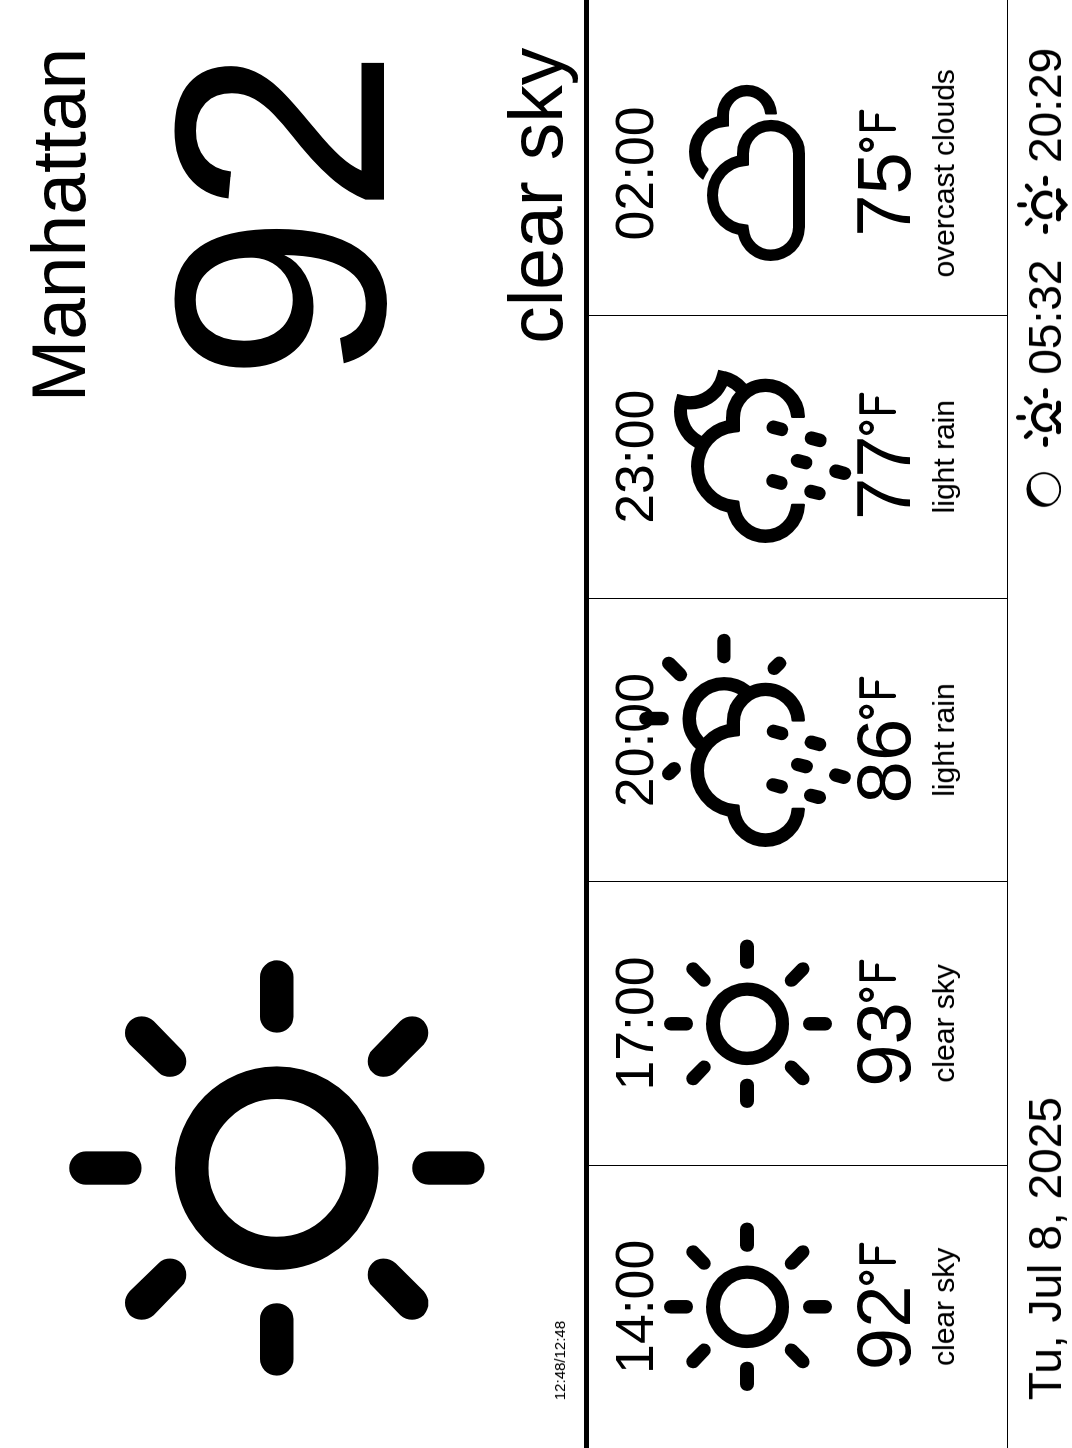 Manhattan
92
clear sky
12:48/12:48
14:00
92°F
clear sky
17:00
93°F
clear sky
20:00
86°F
light rain
23:00
77°F
light rain
02:00
75°F
overcast clouds
Tu, Jul 8, 2025
05:32
20:29